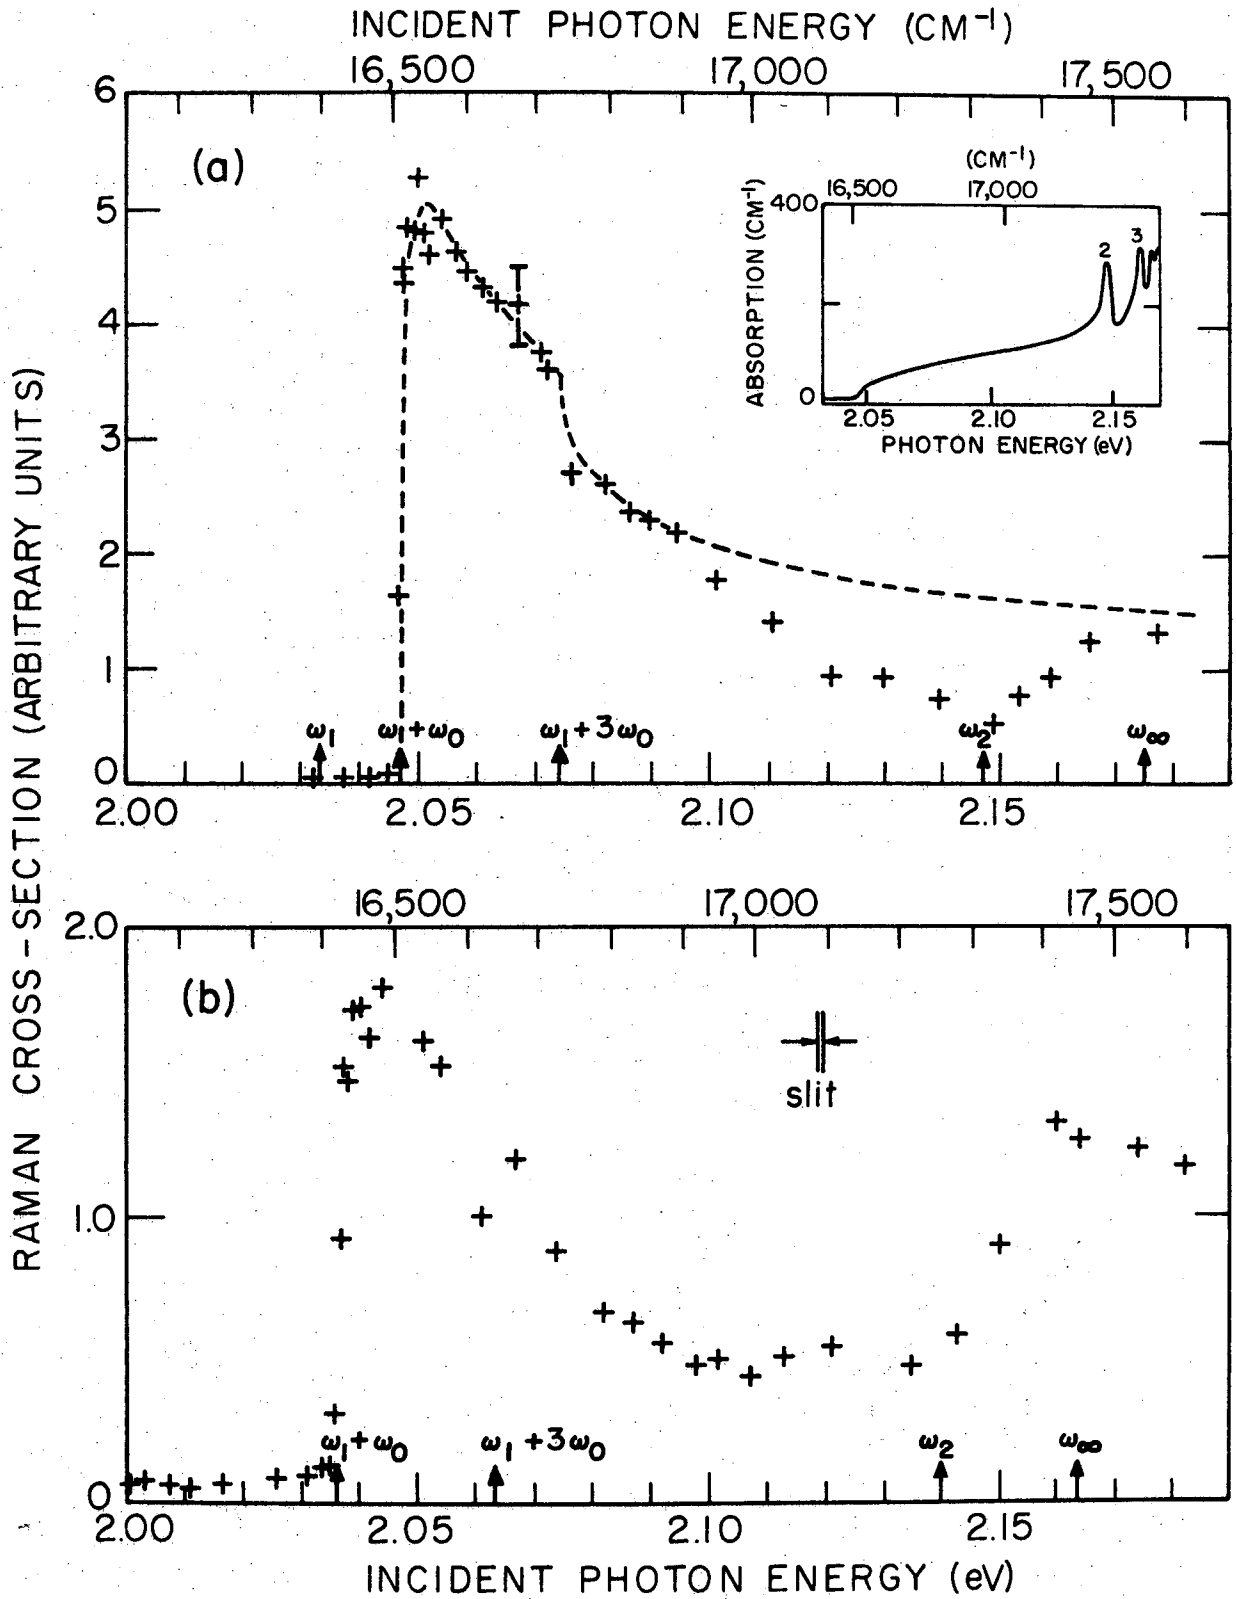 INCIDENT PHOTON ENERGY (CM⁻¹)
16,500 17,000 17,500
6
5
4
3
2
1
0
(a)
(CM⁻¹)
16,500 17,000
400
0
ABSORPTION (CM⁻¹)
2 3
2.05 2.10 2.15
PHOTON ENERGY (eV)
ω₁ ω₁+ω₀ ω₁+3ω₀ ω₂ ω∞
2.00 2.05 2.10 2.15
RAMAN CROSS-SECTION (ARBITRARY UNITS)
16,500 17,000 17,500
2.0
1.0
0
(b)
slit
ω₁+ω₀ ω₁+3ω₀ ω₂ ω∞
2.00 2.05 2.10 2.15
INCIDENT PHOTON ENERGY (eV)